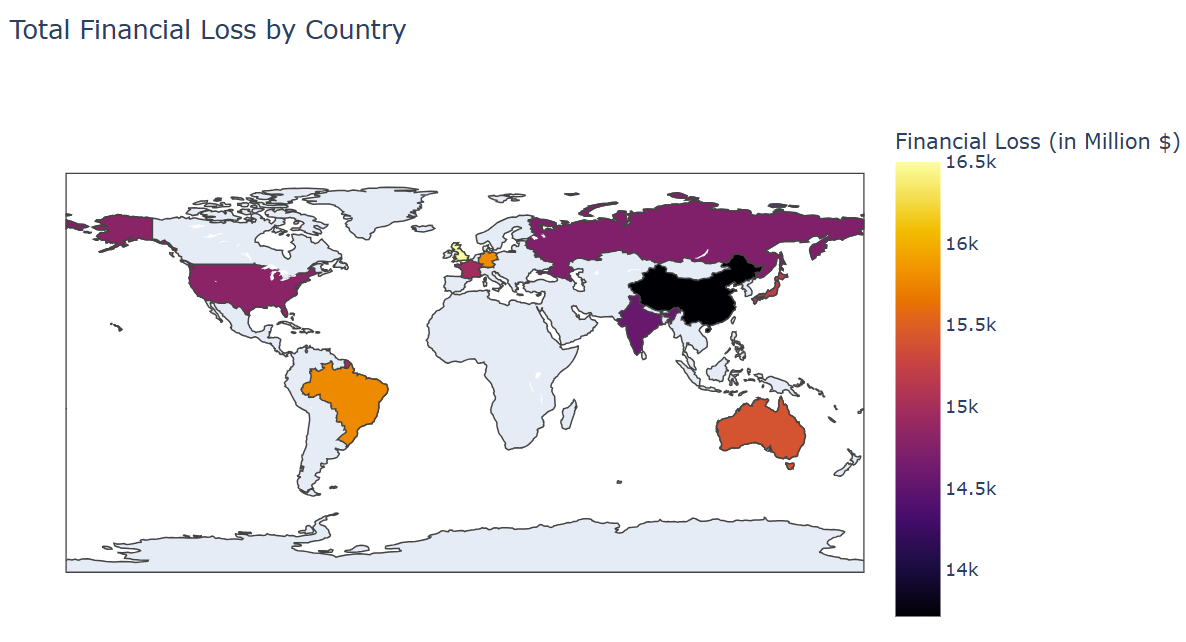 Total Financial Loss by Country
Financial Loss (in Million $)
16.5k
16k
15.5k
15k
14.5k
14k